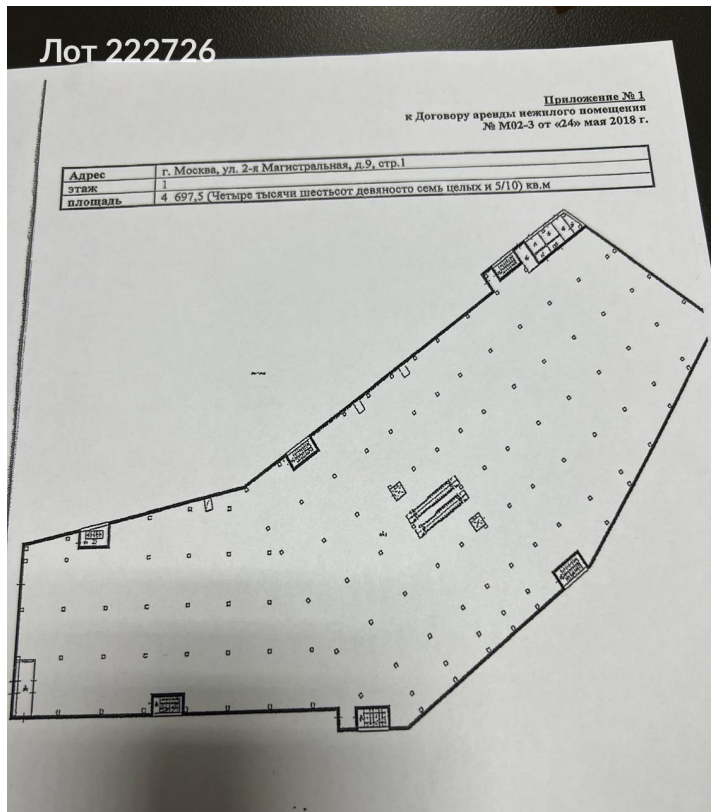 Лот 222726
Приложение № 1
к Договору аренды нежилого помещения
№ М02-3 от «24» мая 2018 г.
Адрес г. Москва, ул. 2-я Магистральная, д.9, стр.1
этаж 1
площадь 4 697,5 (Четыре тысячи шестьсот девяносто семь целых и 5/10) кв.м